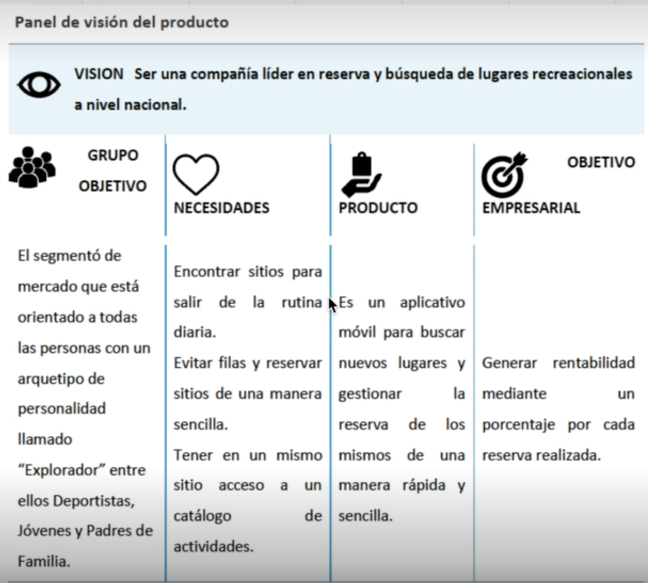 Panel de visión del producto
VISION Ser una compañía líder en reserva y búsqueda de lugares recreacionales
a nivel nacional.
GRUPO
OBJETIVO
El segmentó de
mercado que está
orientado a todas
las personas con un
arquetipo de
personalidad
llamado
“Explorador” entre
ellos Deportistas,
Jóvenes y Padres de
Familia.
NECESIDADES
Encontrar sitios para
salir de la rutina
diaria.
Evitar filas y reservar
sitios de una manera
sencilla.
Tener en un mismo
sitio acceso a un
catálogo de
actividades.
PRODUCTO
Es un aplicativo
móvil para buscar
nuevos lugares y
gestionar la
reserva de los
mismos de una
manera rápida y
sencilla.
OBJETIVO
EMPRESARIAL
Generar rentabilidad
mediante un
porcentaje por cada
reserva realizada.